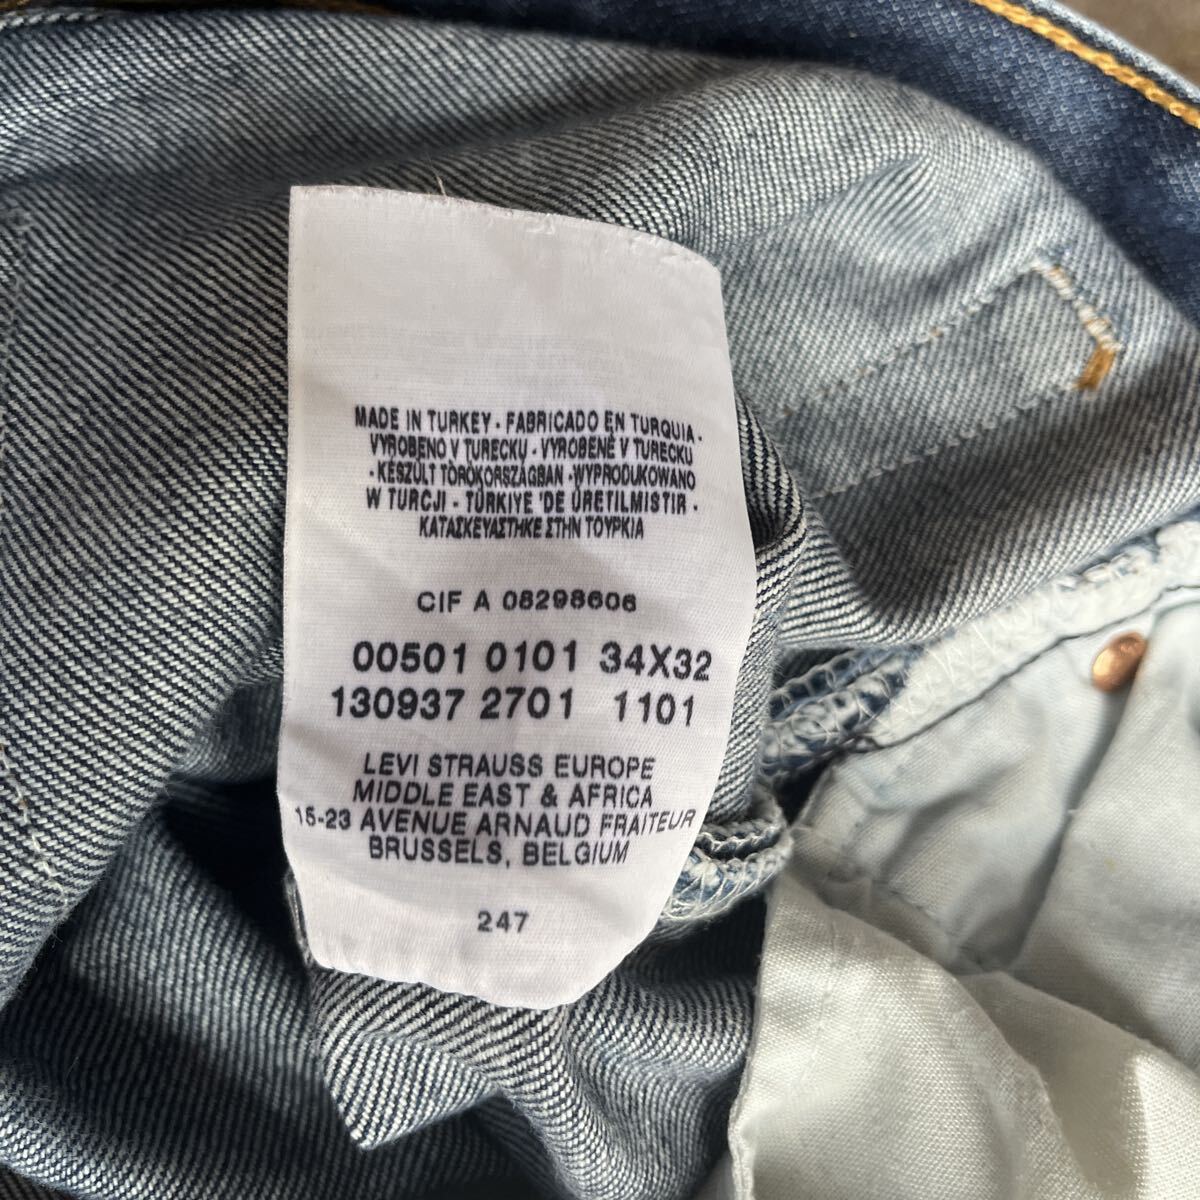 MADE IN TURKEY - FABRICADO EN TURQUIA -
VYROBENO V TURECKU - VYROBENÉ V TURECKU
- KÉSZÜLT TÖRÖKORSZÁGBAN - WYPRODUKOWANO
W TURCJI - TÜRKIYE 'DE ÜRETILMISTIR -
ΚΑΤΑΣΚΕΥΑΣΤΗΚΕ ΣΤΗΝ ΤΟΥΡΚΙΑ
CIF A 08298606
00501 0101 34X32
130937 2701 1101
LEVI STRAUSS EUROPE
MIDDLE EAST & AFRICA
15-23 AVENUE ARNAUD FRAITEUR
BRUSSELS, BELGIUM
247